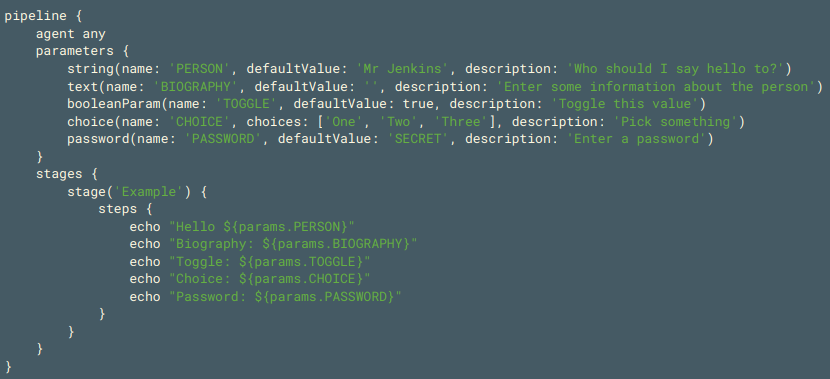 pipeline {
    agent any
    parameters {
        string(name: 'PERSON', defaultValue: 'Mr Jenkins', description: 'Who should I say hello to?')
        text(name: 'BIOGRAPHY', defaultValue: '', description: 'Enter some information about the person')
        booleanParam(name: 'TOGGLE', defaultValue: true, description: 'Toggle this value')
        choice(name: 'CHOICE', choices: ['One', 'Two', 'Three'], description: 'Pick something')
        password(name: 'PASSWORD', defaultValue: 'SECRET', description: 'Enter a password')
    }
    stages {
        stage('Example') {
            steps {
                echo "Hello ${params.PERSON}"
                echo "Biography: ${params.BIOGRAPHY}"
                echo "Toggle: ${params.TOGGLE}"
                echo "Choice: ${params.CHOICE}"
                echo "Password: ${params.PASSWORD}"
            }
        }
    }
}